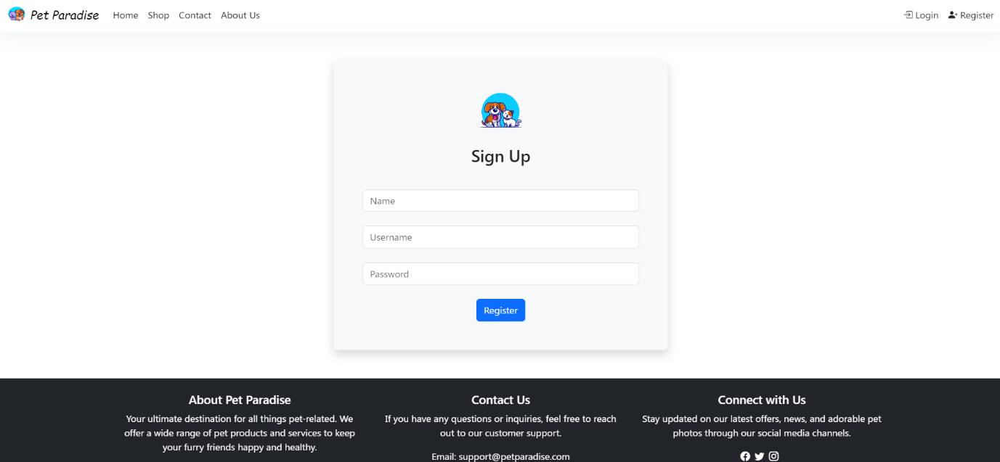 Pet Paradise Home Shop Contact About Us Login Register
Sign Up
Name
Username
Password
Register
About Pet Paradise
Your ultimate destination for all things pet-related. We
offer a wide range of pet products and services to keep
your furry friends happy and healthy.
Contact Us
If you have any questions or inquiries, feel free to reach
out to our customer support.
Email: support@petparadise.com
Connect with Us
Stay updated on our latest offers, news, and adorable pet
photos through our social media channels.